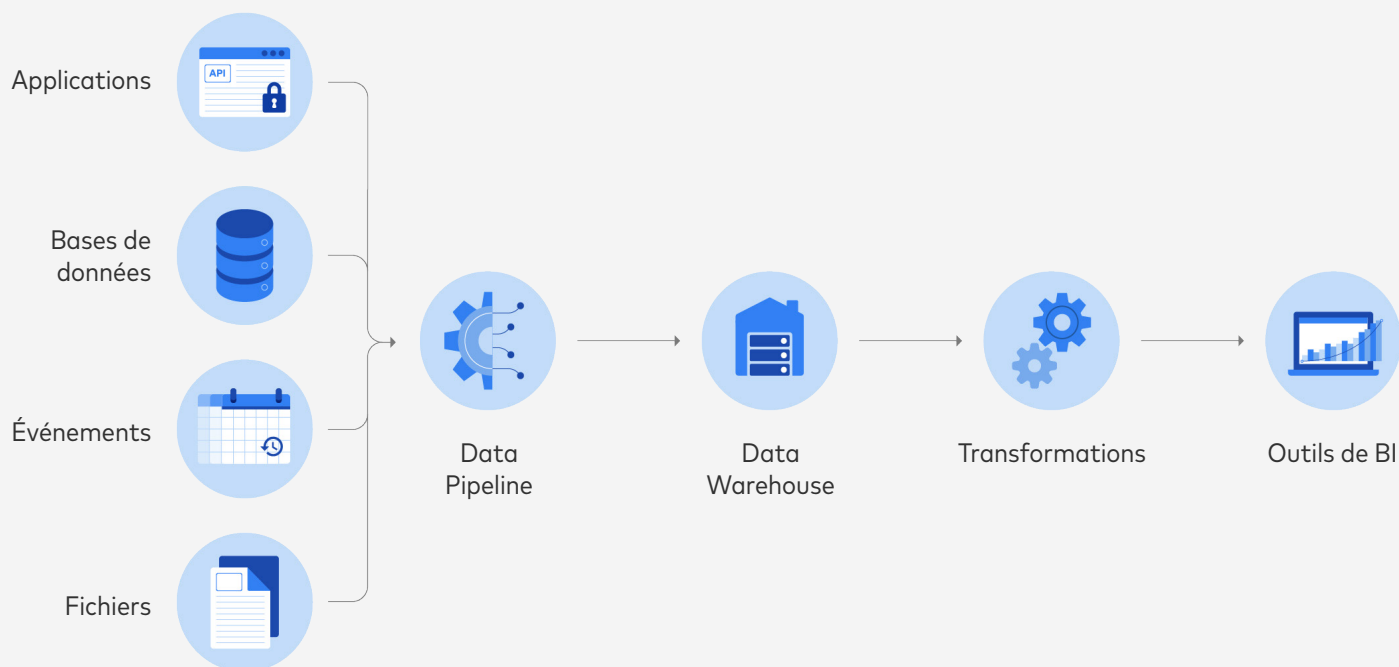 Applications
API
Bases de
données
Événements
Fichiers
Data
Pipeline
Data
Warehouse
Transformations
Outils de BI